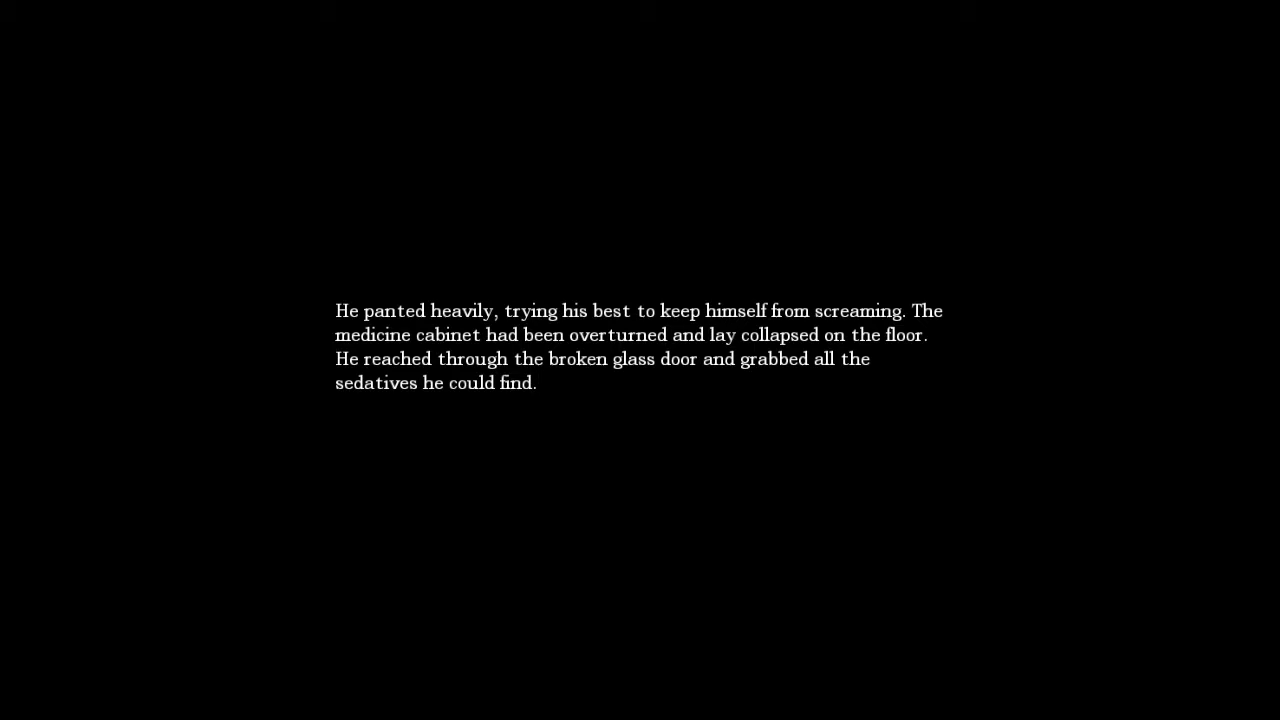 He panted heavily, trying his best to keep himself from screaming. The
medicine cabinet had been overturned and lay collapsed on the floor.
He reached through the broken glass door and grabbed all the
sedatives he could find.